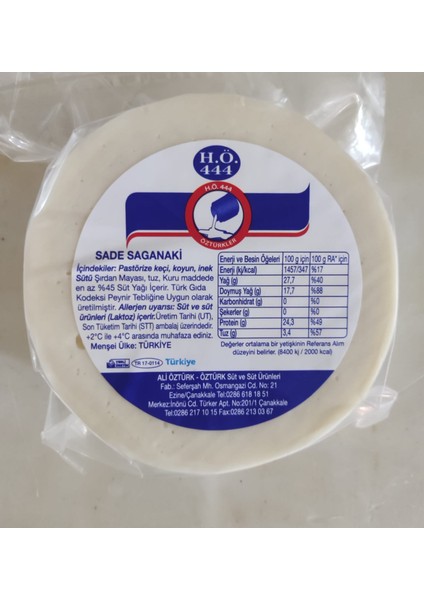 H.Ö.
444
H.Ö. 444
ÖZTÜRKLER
SADE SAGANAKİ
İçindekiler: Pastörize keçi, koyun, inek
Sütü Şırdan Mayası, tuz, Kuru maddede
en az %45 Süt Yağı İçerir. Türk Gıda
Kodeksi Peynir Tebliğine Uygun olarak
üretilmiştir. Allerjen uyarısı: Süt ve süt
ürünleri (Laktoz) içerir.Üretim Tarihi (UT),
Son Tüketim Tarihi (STT) ambalaj üzerindedir.
+2°C ile +4°C arasında muhafaza ediniz.
Menşei Ülke: TÜRKİYE
TR 17-0114
Türkiye
Enerji ve Besin Öğeleri 100 g için 100 g RA* için
Enerji (kj/kcal) 1457/347 %17
Yağ (g) 27,7 %40
Doymuş Yağ (g) 17,7 %88
Karbonhidrat (g) 0 %0
Şekerler (g) 0 %0
Protein (g) 24,3 %49
Tuz (g) 3,4 %57
Değerler ortalama bir yetişkinin Referans Alım
düzeyini belirler. (8400 kj / 2000 kcal)
ALİ ÖZTÜRK - ÖZTÜRK Süt ve Süt Ürünleri
Fab.: Seferşah Mh. Osmangazi Cd. No: 21
Ezine/Çanakkale Tel:0286 618 18 51
Merkez:İnönü Cd. Türker Apt. No:201/1 Çanakkale
Tel:0286 217 10 15 Fax:0286 213 03 67